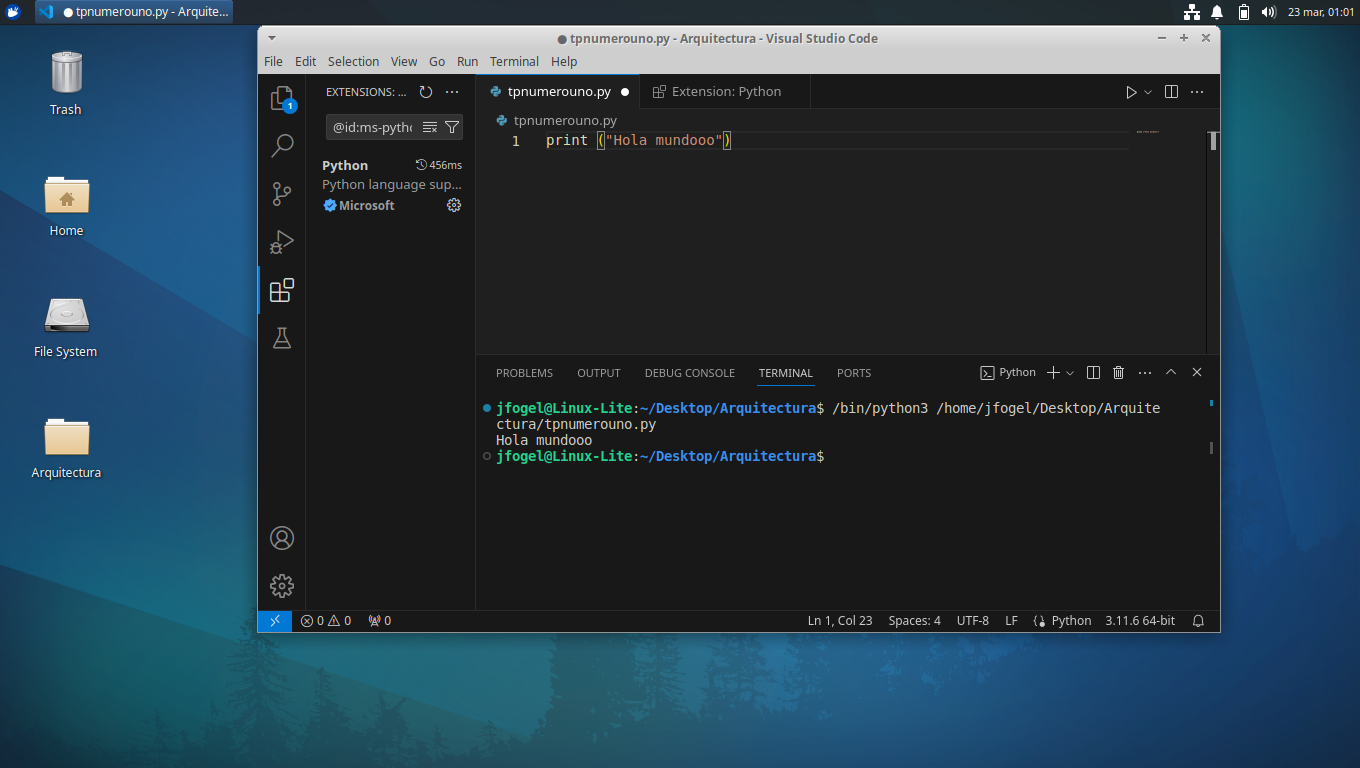 tpnumerouno.py - Arquite...
23 mar, 01:01
Trash
Home
File System
Arquitectura
tpnumerouno.py - Arquitectura - Visual Studio Code
File Edit Selection View Go Run Terminal Help
EXTENSIONS: ...
1
@id:ms-pytho
Python 456ms
Python language sup...
Microsoft
tpnumerouno.py
Extension: Python
tpnumerouno.py
1 print ("Hola mundooo")
PROBLEMS OUTPUT DEBUG CONSOLE TERMINAL PORTS
Python
jfogel@Linux-Lite:~/Desktop/Arquitectura$ /bin/python3 /home/jfogel/Desktop/Arquite
ctura/tpnumerouno.py
Hola mundooo
jfogel@Linux-Lite:~/Desktop/Arquitectura$
0 0 0
Ln 1, Col 23 Spaces: 4 UTF-8 LF Python 3.11.6 64-bit